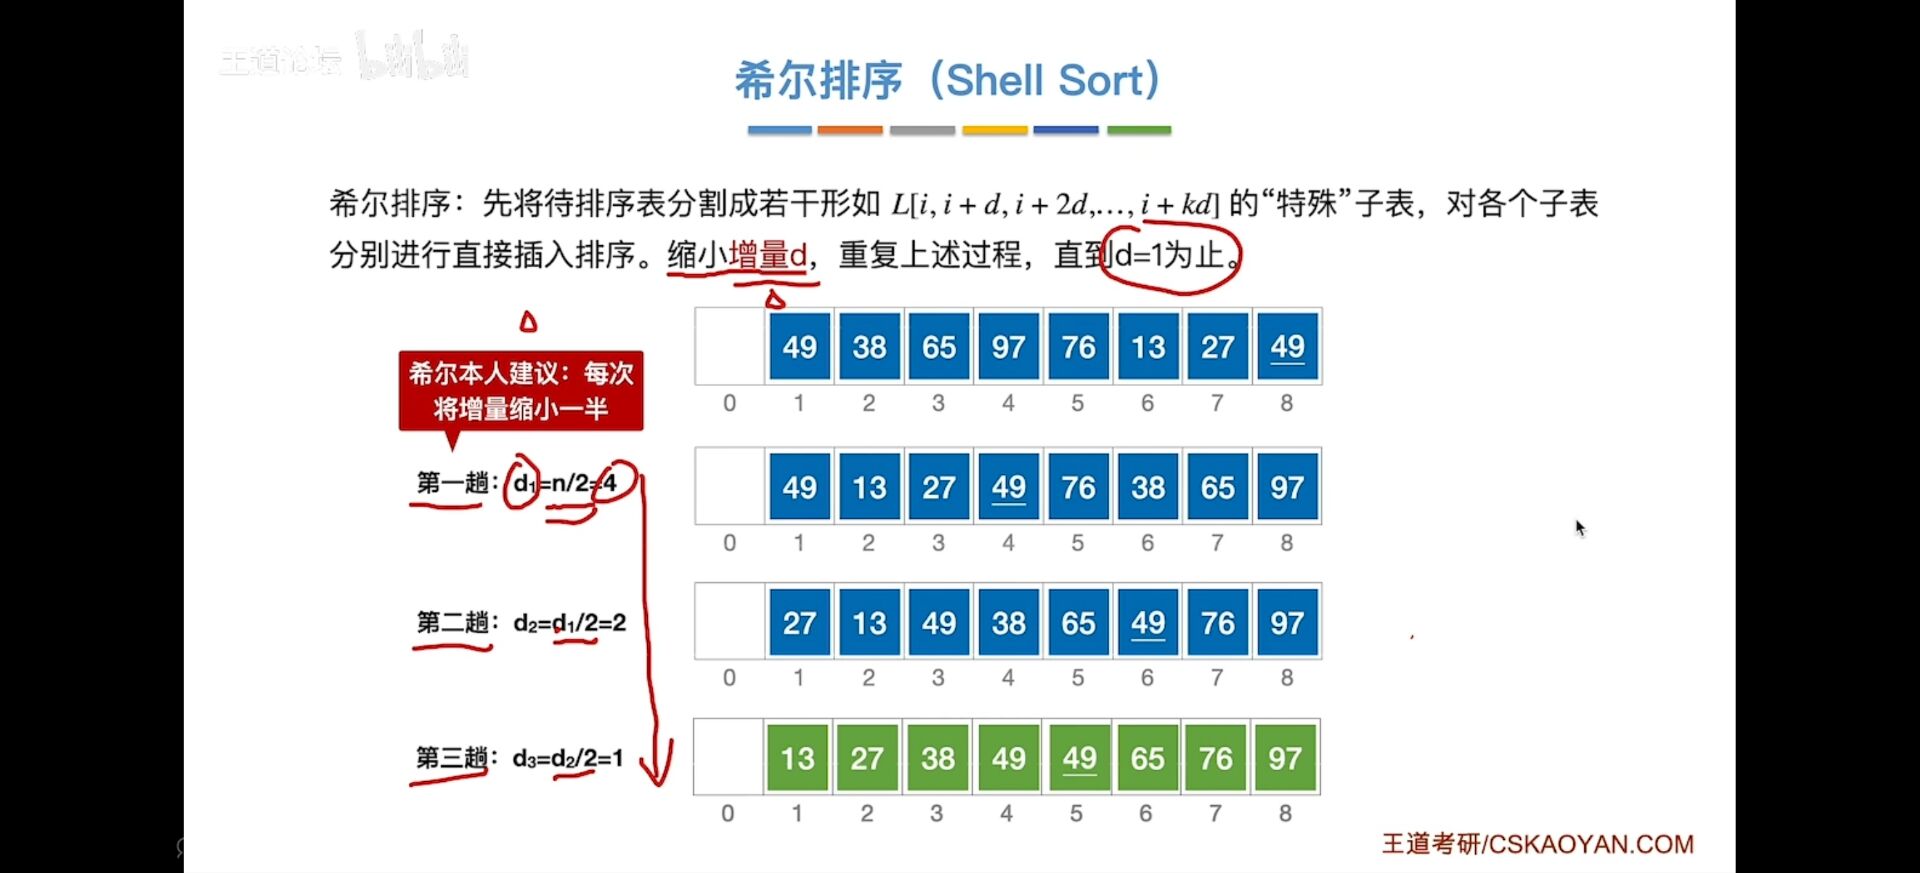 王道论坛 bilibili
希尔排序（Shell Sort）
希尔排序：先将待排序表分割成若干形如 L[i, i + d, i + 2d,…, i + kd] 的“特殊”子表，对各个子表
分别进行直接插入排序。缩小增量d，重复上述过程，直到d=1为止。
希尔本人建议：每次
将增量缩小一半
49 38 65 97 76 13 27 49
0 1 2 3 4 5 6 7 8
第一趟：d₁=n/2=4
49 13 27 49 76 38 65 97
0 1 2 3 4 5 6 7 8
第二趟：d₂=d₁/2=2
27 13 49 38 65 49 76 97
0 1 2 3 4 5 6 7 8
第三趟：d₃=d₂/2=1
13 27 38 49 49 65 76 97
0 1 2 3 4 5 6 7 8
王道考研/CSKAOYAN.COM